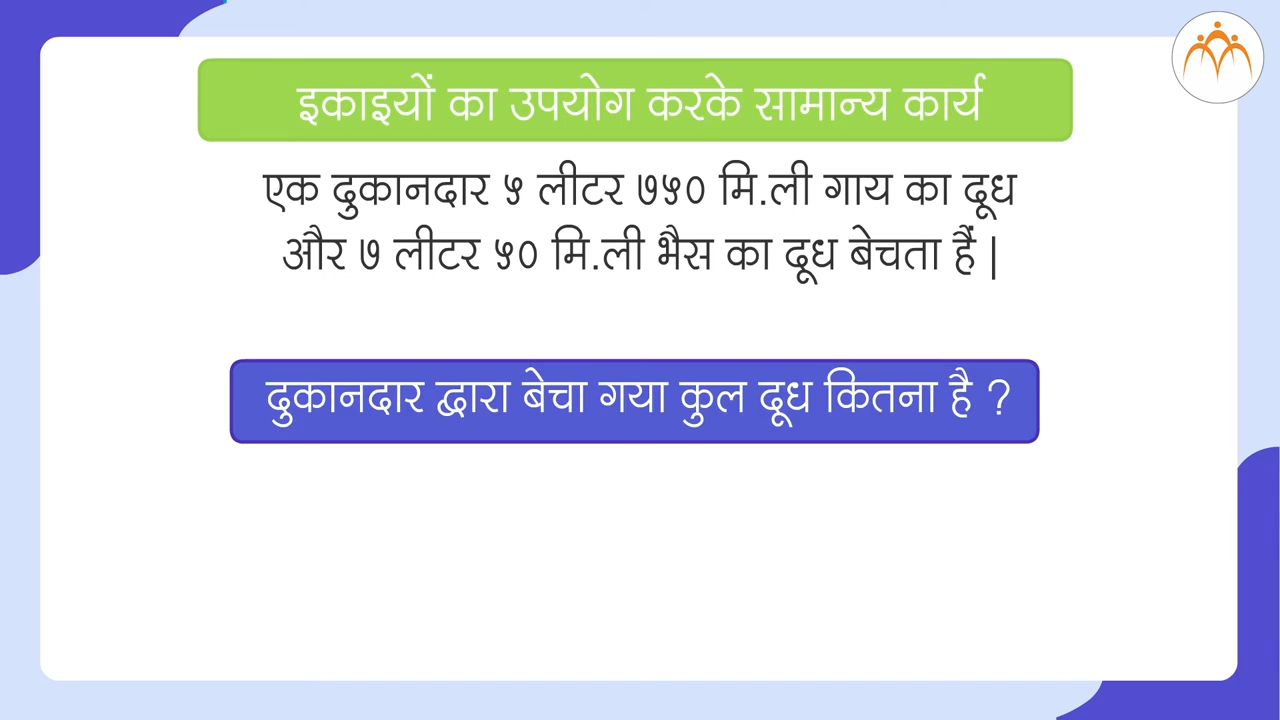 इकाइयों का उपयोग करके सामान्य कार्य
एक दुकानदार ५ लीटर ७५० मि.ली गाय का दूध
और ७ लीटर ५० मि.ली भैस का दूध बेचता हैं |
दुकानदार द्वारा बेचा गया कुल दूध कितना है ?